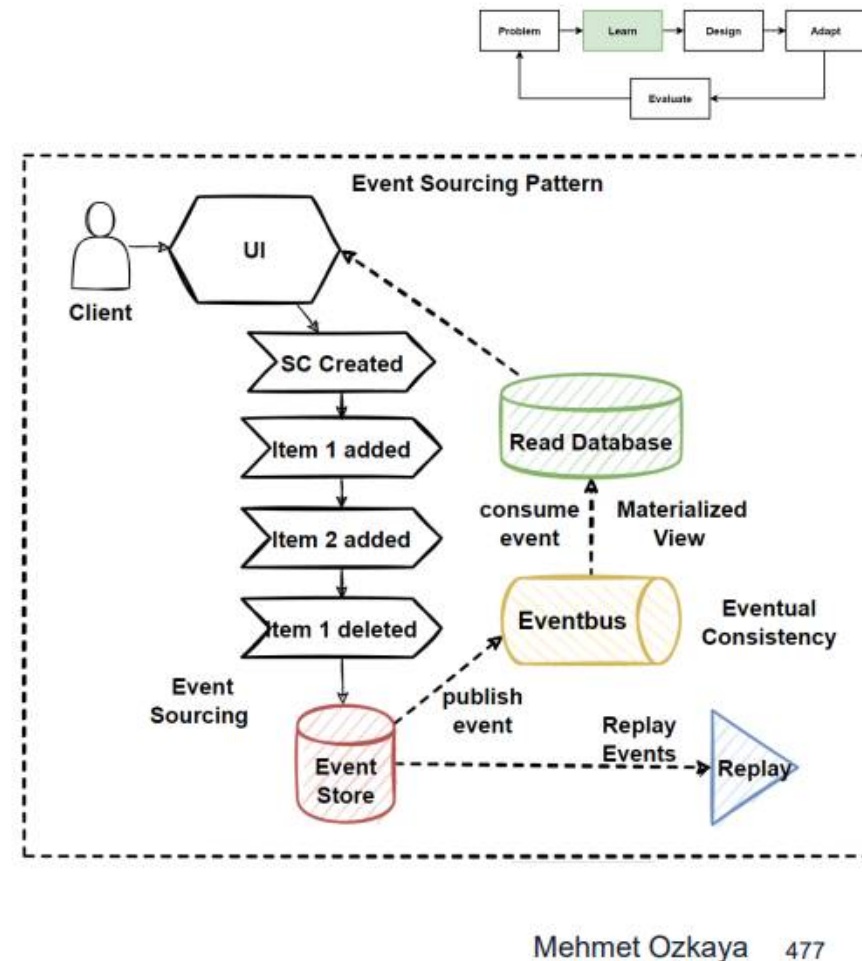 Problem
Learn
Design
Adapt
Evaluate
Event Sourcing Pattern
UI
Client
SC Created
Item 1 added
Read Database
consume
event
Materialized
View
Item 2 added
Item 1 deleted
Eventbus
Eventual
Consistency
Event
Sourcing
publish
event
Replay
Events
Event
Store
Replay
Mehmet Ozkaya 477